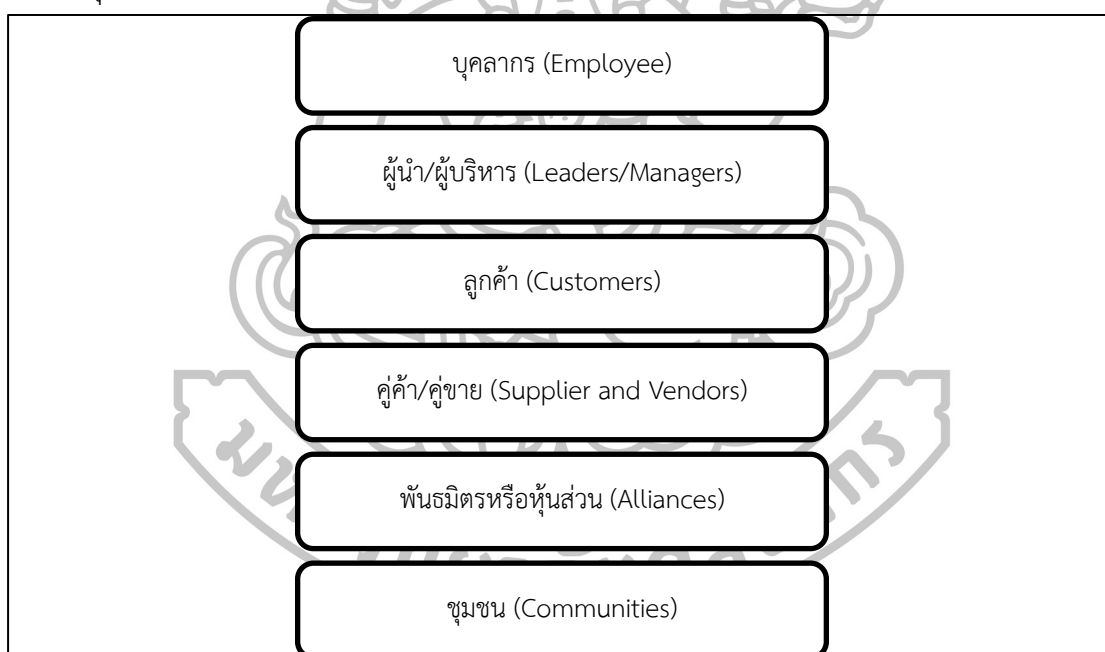 บุคลากร (Employee)
ผู้นำ/ผู้บริหาร (Leaders/Managers)
ลูกค้า (Customers)
คู่ค้า/คู่ขาย (Supplier and Vendors)
พันธมิตรหรือหุ้นส่วน (Alliances)
ชุมชน (Communities)